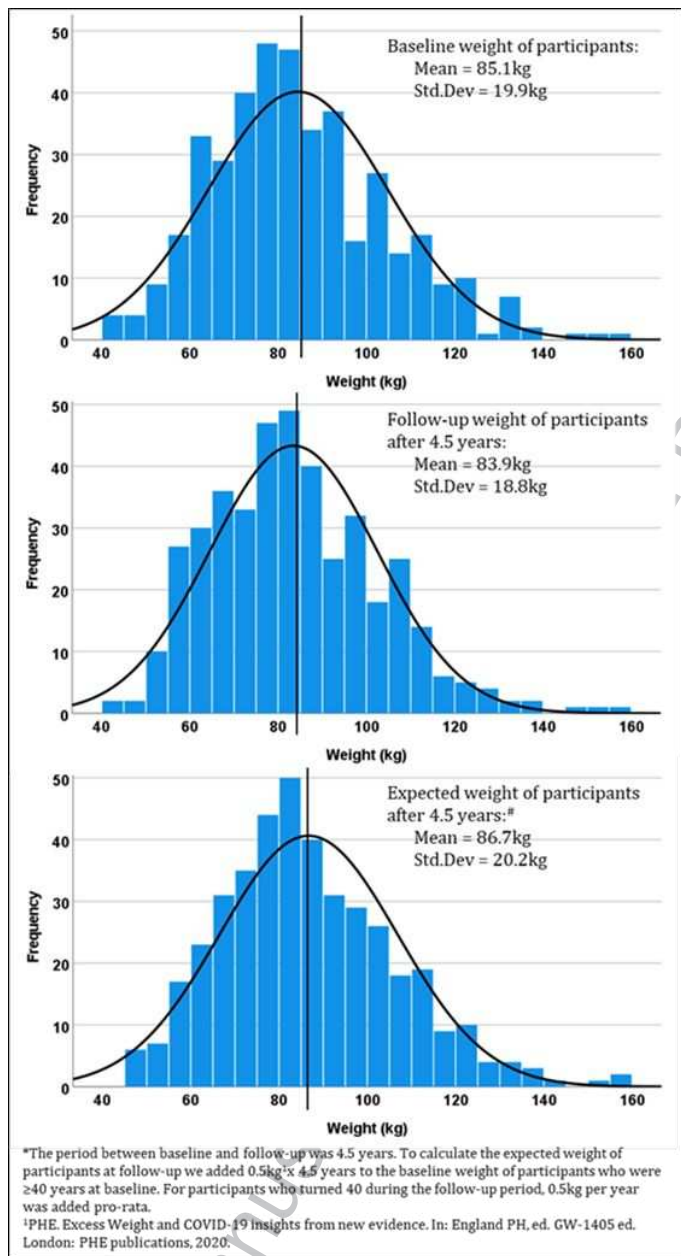 50
40
30
20
10
0
Frequency
Baseline weight of participants:
Mean = 85.1kg
Std.Dev = 19.9kg
40 60 80 100 120 140 160
Weight (kg)
50
40
30
20
10
0
Frequency
Follow-up weight of participants
after 4.5 years:
Mean = 83.9kg
Std.Dev = 18.8kg
40 60 80 100 120 140 160
Weight (kg)
50
40
30
20
10
0
Frequency
Expected weight of participants
after 4.5 years:#
Mean = 86.7kg
Std.Dev = 20.2kg
40 60 80 100 120 140 160
Weight (kg)
#The period between baseline and follow-up was 4.5 years. To calculate the expected weight of
participants at follow-up we added 0.5kg¹x 4.5 years to the baseline weight of participants who were
≥40 years at baseline. For participants who turned 40 during the follow-up period, 0.5kg per year
was added pro-rata.
¹PHE. Excess Weight and COVID-19 insights from new evidence. In: England PH, ed. GW-1405 ed.
London: PHE publications, 2020.